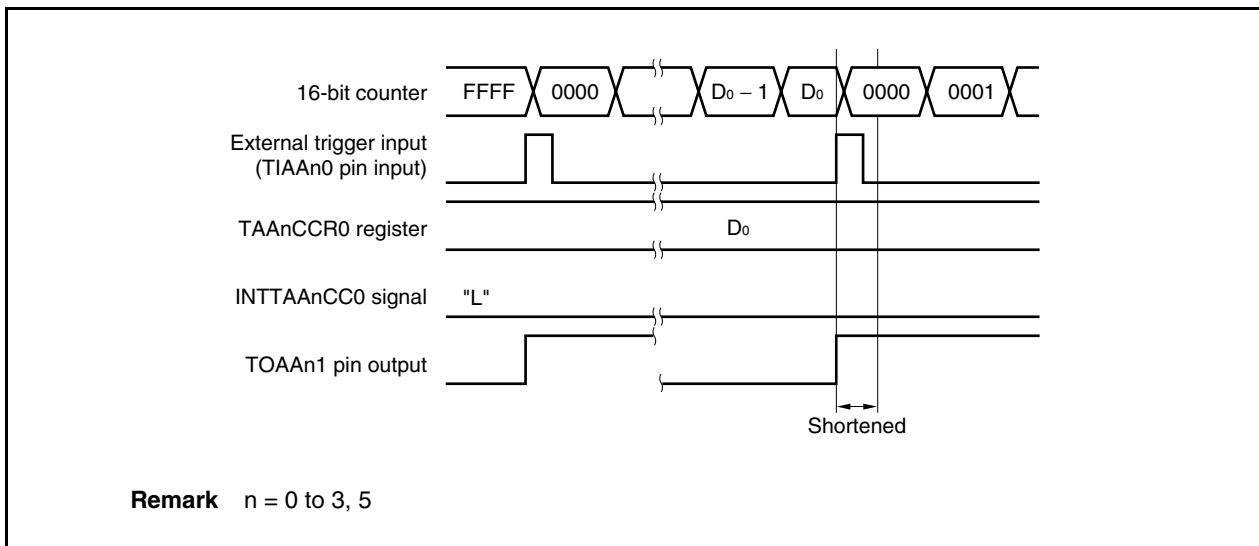 16-bit counter FFFF 0000 D₀ − 1 D₀ 0000 0001
External trigger input
(TIAAn0 pin input)
TAAnCCR0 register D₀
INTTAAnCC0 signal "L"
TOAAn1 pin output
Shortened
Remark n = 0 to 3, 5